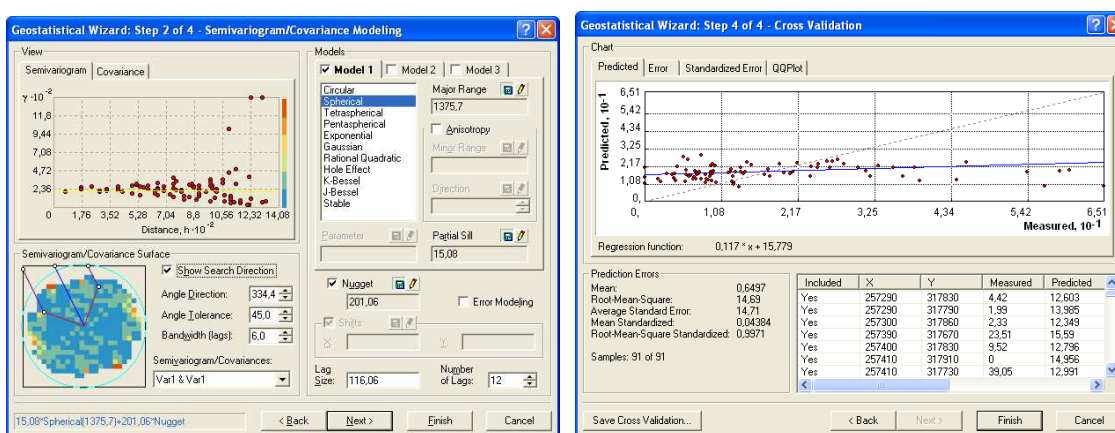 Geostatistical Wizard: Step 2 of 4 - Semivariogram/Covariance Modeling
View
Semivariogram
Covariance
γ·10 -2
11,8
9,44
7,08
4,72
2,36
0 1,76 3,52 5,28 7,04 8,8 10,56 12,32 14,08
Distance, h·10 -2
Semivariogram/Covariance Surface
Show Search Direction
Angle Direction: 334,4
Angle Tolerance: 45,0
Bandwidth (lags): 6,0
Semivariogram/Covariances:
Var1 & Var1
Models
Model 1 Model 2 Model 3
Circular
Spherical
Tetraspherical
Pentaspherical
Exponential
Gaussian
Rational Quadratic
Hole Effect
K-Bessel
J-Bessel
Stable
Major Range
1375,7
Anisotropy
Minor Range
Direction
Parameter
Partial Sill
15,08
Nugget
201,06
Error Modeling
Shifts
X: Y:
Lag Size: 116,06
Number of Lags: 12
15,08*Spherical(1375,7)+201,06*Nugget
< Back Next > Finish Cancel
Geostatistical Wizard: Step 4 of 4 - Cross Validation
Chart
Predicted Error Standardized Error QQPlot
Predicted, 10 -1
6,51
5,42
4,34
3,25
2,17
1,08
0,
0, 1,08 2,17 3,25 4,34 5,42 6,51
Measured, 10 -1
Regression function: 0,117 * x + 15,779
Prediction Errors
Mean: 0,6497
Root-Mean-Square: 14,69
Average Standard Error: 14,71
Mean Standardized: 0,04384
Root-Mean-Square Standardized: 0,9971
Samples: 91 of 91
Included X Y Measured Predicted
Yes 257290 317830 4,42 12,603
Yes 257290 317790 1,99 13,985
Yes 257300 317860 2,33 12,349
Yes 257390 317670 23,51 15,59
Yes 257400 317830 9,52 12,796
Yes 257410 317910 0 14,956
Yes 257410 317730 39,05 12,991
Save Cross Validation... < Back Next > Finish Cancel